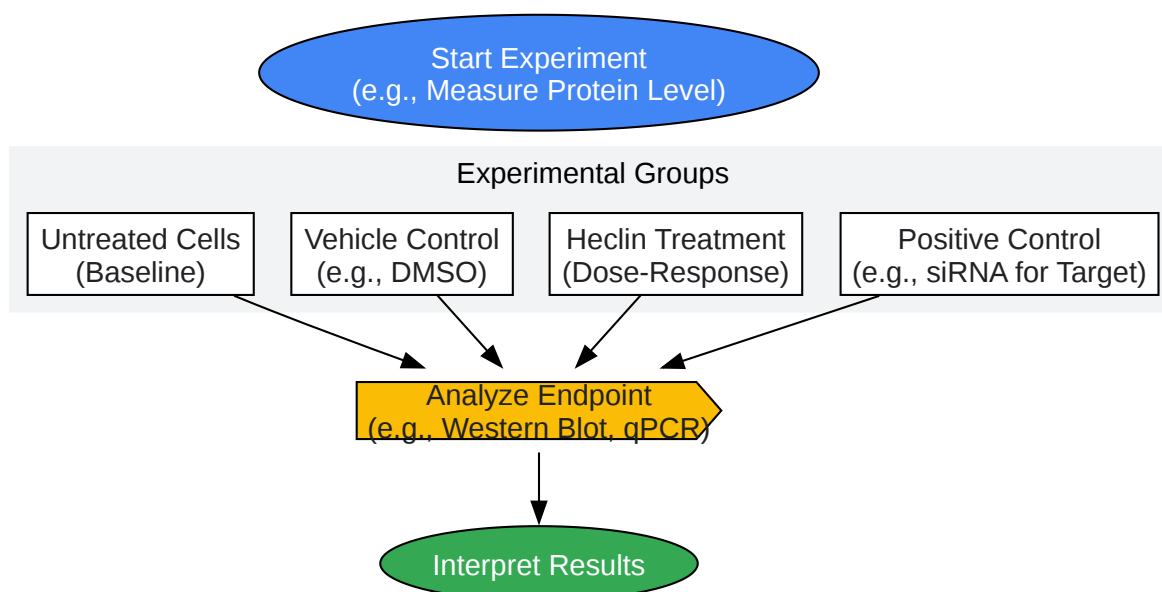 Start Experiment
(e.g., Measure Protein Level)
Experimental Groups
Untreated Cells
(Baseline)
Vehicle Control
(e.g., DMSO)
Heclin Treatment
(Dose-Response)
Positive Control
(e.g., siRNA for Target)
Analyze Endpoint
(e.g., Western Blot, qPCR)
Interpret Results